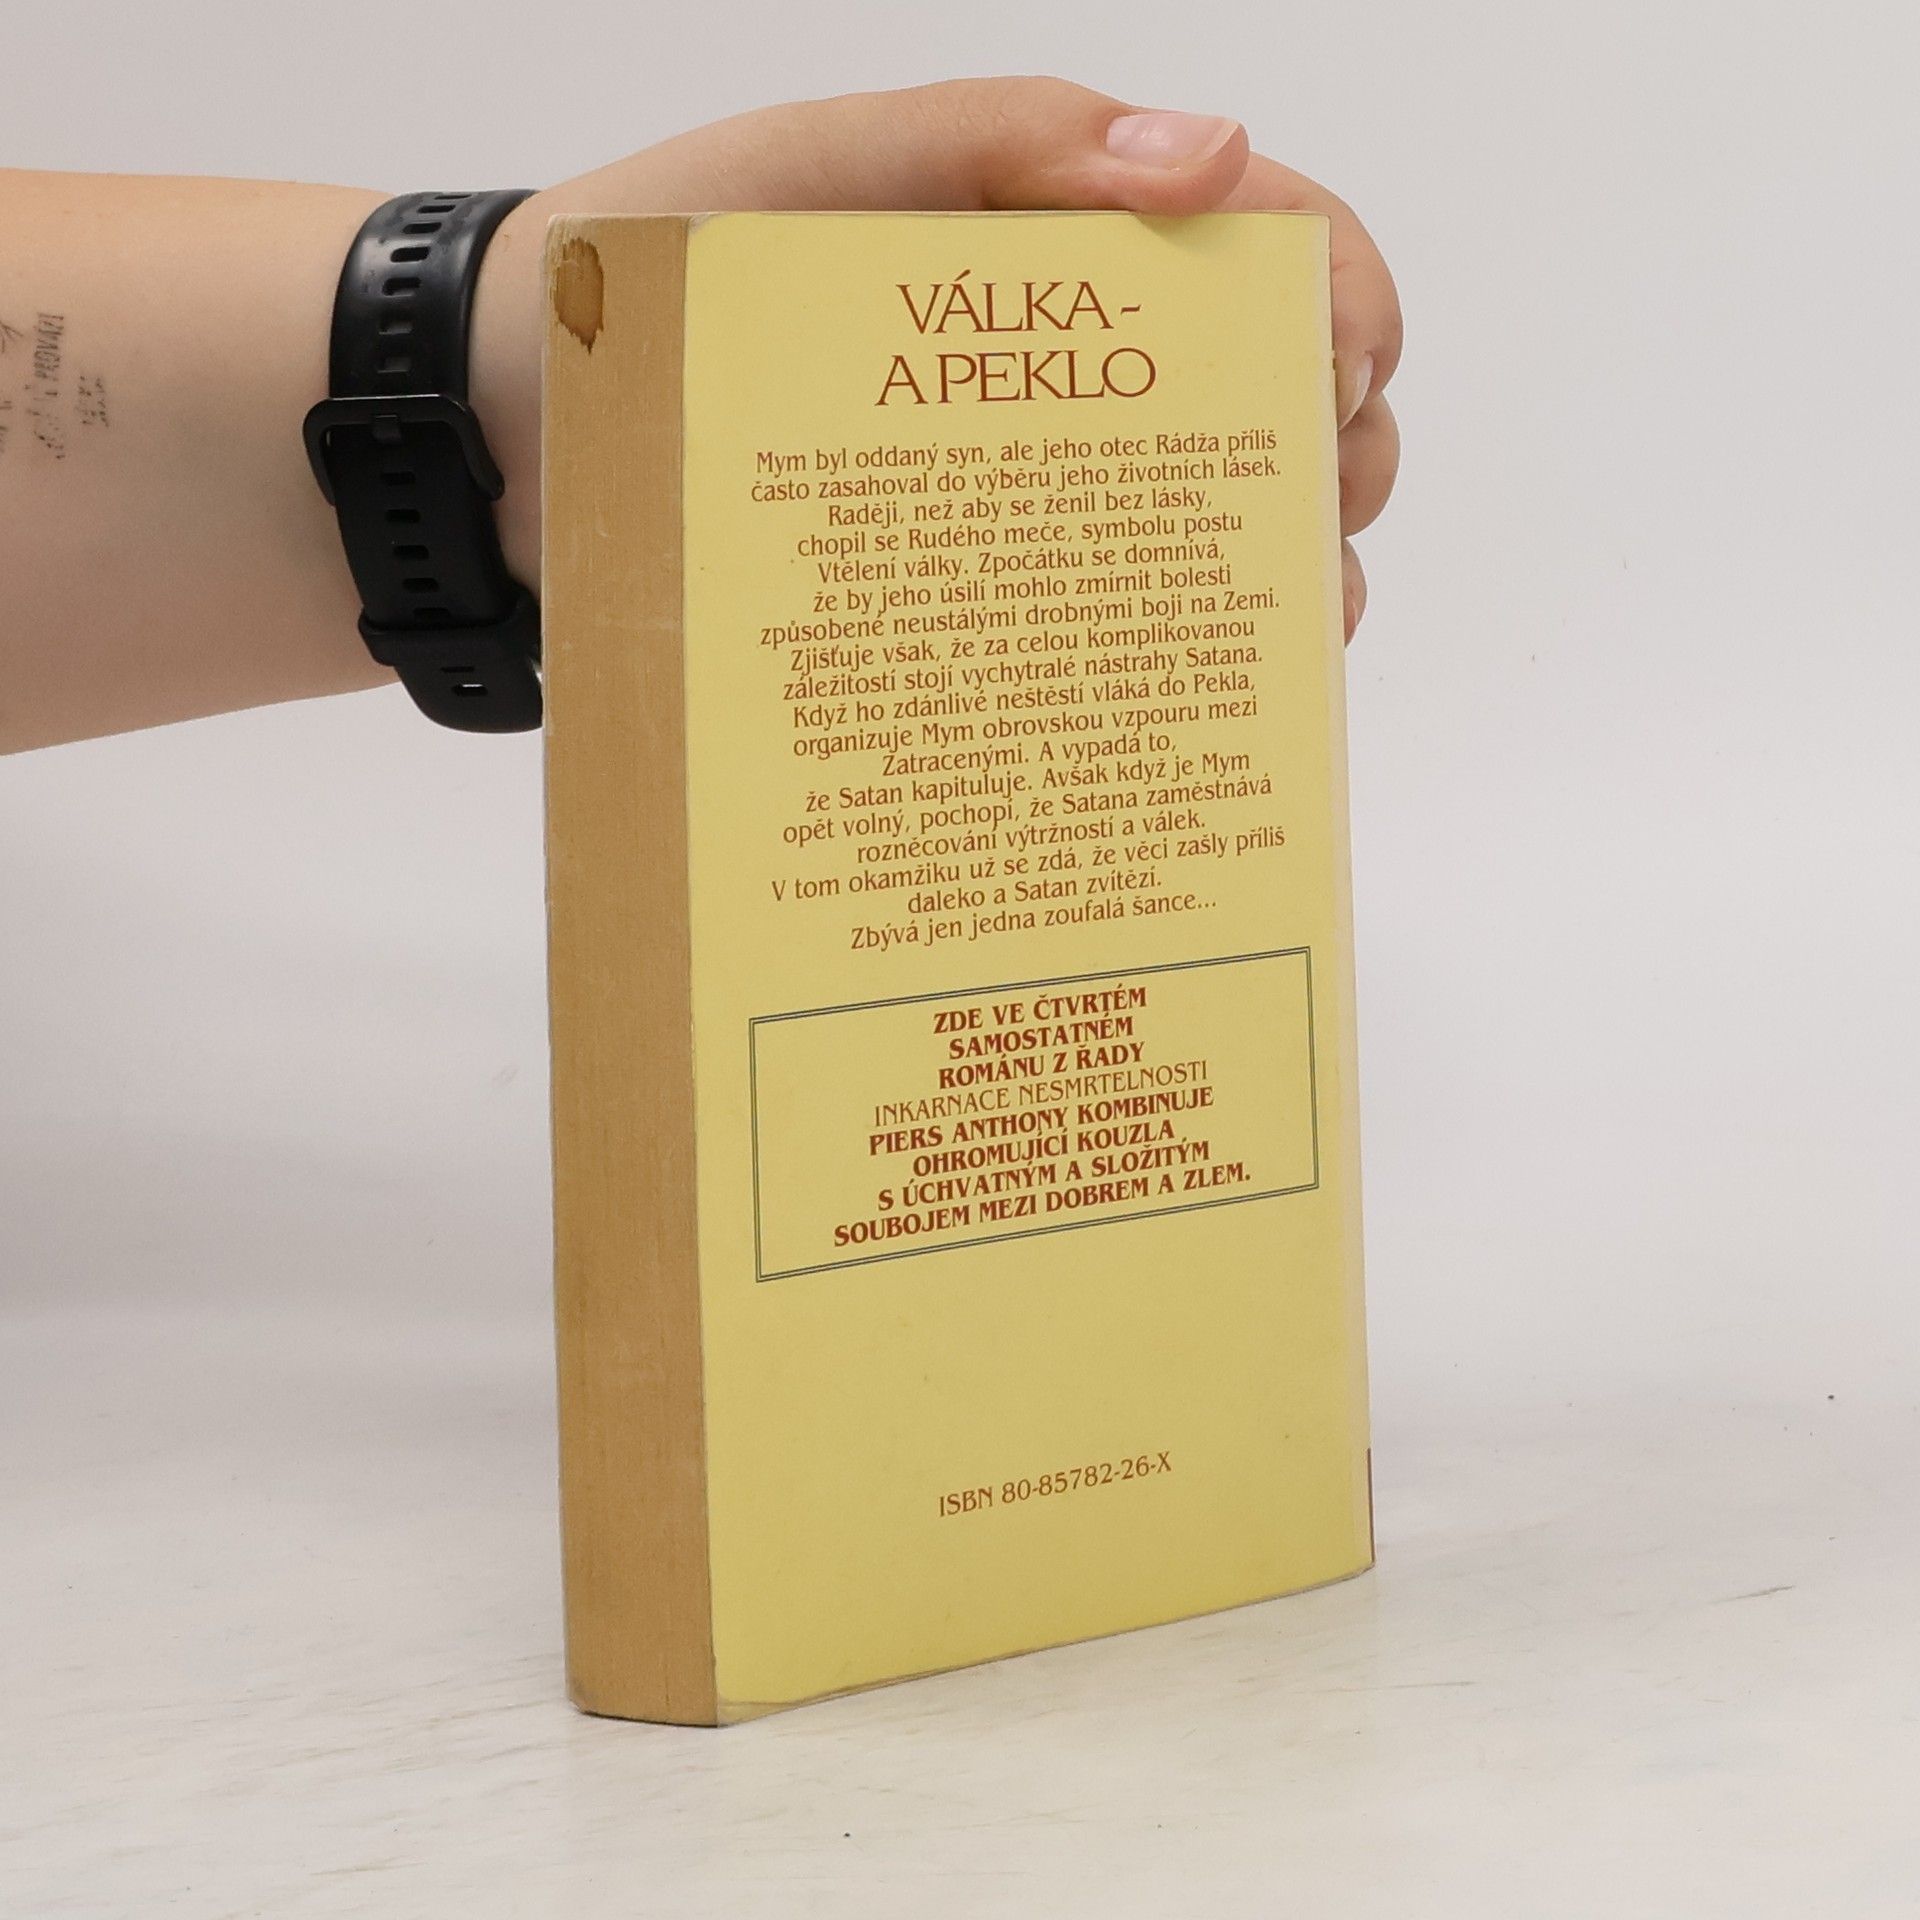 VÁLKA -
A PEKLO
Mym byl oddaný syn, ale jeho otec Rádža příliš
často zasahoval do výběru jeho životních lásek.
Raději, než aby se ženil bez lásky,
chopil se Rudého meče, symbolu postu
Vtělení války. Zpočátku se domnívá,
že by jeho úsilí mohlo zmírnit bolesti
způsobené neustálými drobnými boji na Zemi.
Zjišťuje však, že za celou komplikovanou
záležitostí stojí vychytralé nástrahy Satana.
Když ho zdánlivé neštěstí vláká do Pekla,
organizuje Mym obrovskou vzpouru mezi
Zatracenými. A vypadá to,
že Satan kapituluje. Avšak když je Mym
opět volný, pochopí, že Satana zaměstnává
rozněcování výtržností a válek.
V tom okamžiku už se zdá, že věci zašly příliš
daleko a Satan zvítězí.
Zbývá jen jedna zoufalá šance...
ZDE VE ČTVRTÉM
SAMOSTATNÉM
ROMÁNU Z ŘADY
INKARNACE NESMRTELNOSTI
PIERS ANTHONY KOMBINUJE
OHROMUJÍCÍ KOUZLA
S ÚCHVATNÝM A SLOŽITÝM
SOUBOJEM MEZI DOBREM A ZLEM.
ISBN 80-85782-26-X